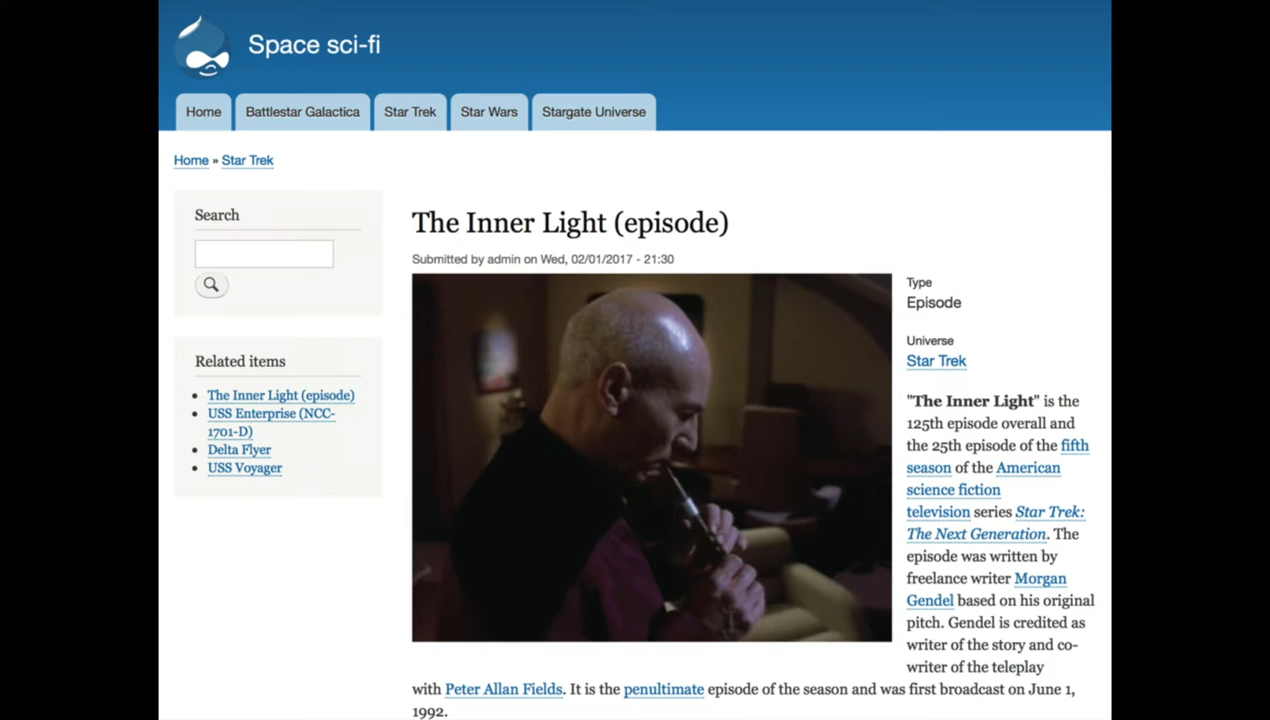 Space sci-fi
Home
Battlestar Galactica
Star Trek
Star Wars
Stargate Universe
Home » Star Trek
Search
Related items
The Inner Light (episode)
USS Enterprise (NCC-
1701-D)
Delta Flyer
USS Voyager
The Inner Light (episode)
Submitted by admin on Wed, 02/01/2017 - 21:30
Type
Episode
Universe
Star Trek
"The Inner Light" is the
125th episode overall and
the 25th episode of the fifth
season of the American
science fiction
television series Star Trek:
The Next Generation. The
episode was written by
freelance writer Morgan
Gendel based on his original
pitch. Gendel is credited as
writer of the story and co-
writer of the teleplay
with Peter Allan Fields. It is the penultimate episode of the season and was first broadcast on June 1,
1992.